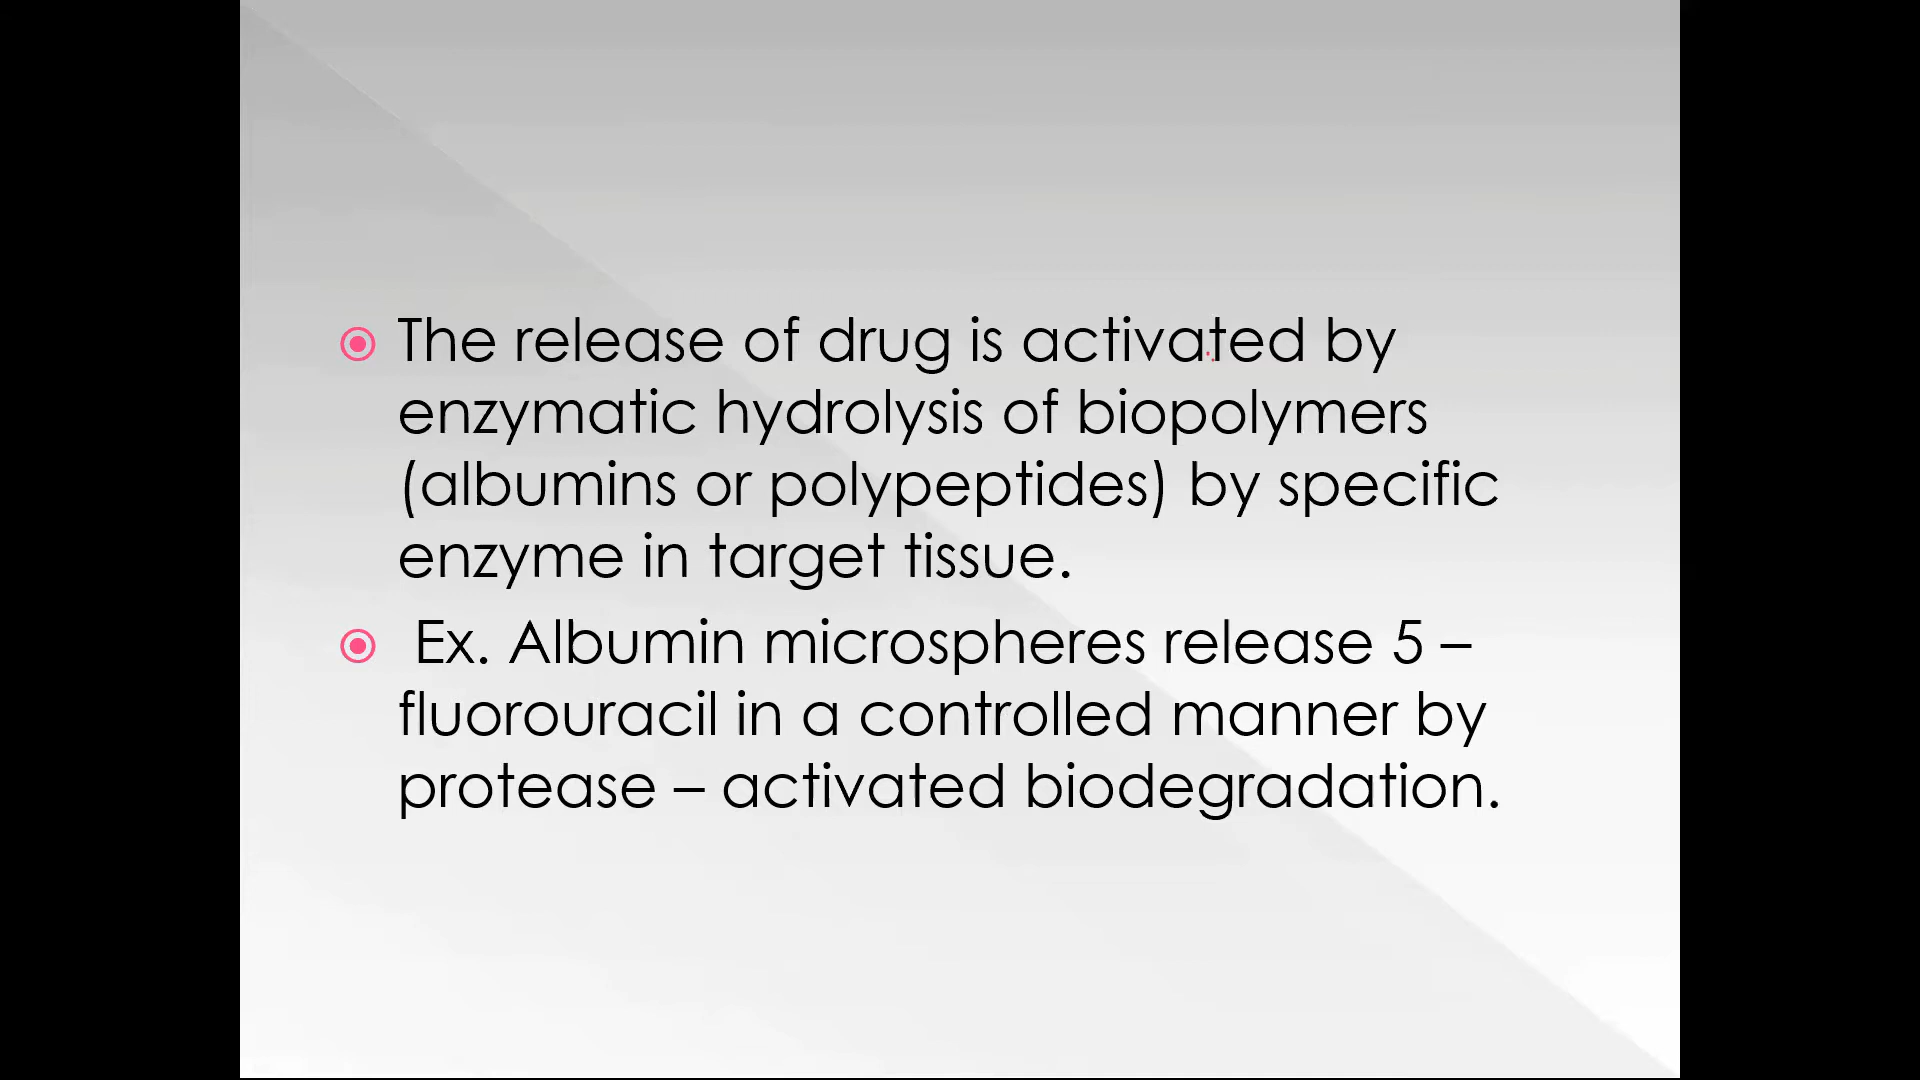 The release of drug is activated by
enzymatic hydrolysis of biopolymers
(albumins or polypeptides) by specific
enzyme in target tissue.
Ex. Albumin microspheres release 5 –
fluorouracil in a controlled manner by
protease – activated biodegradation.